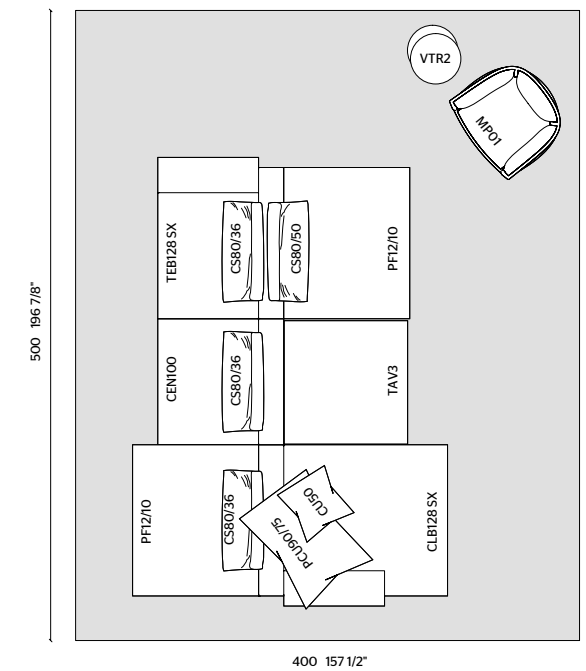 VTR2
MP01
TEB128 SX
CS80/36
CS80/50
PF12/10
CEN100
CS80/36
TAV3
PF12/10
CS80/36
CU50
PCU90/75
CLB128 SX
500 196 7/8"
400 157 1/2"